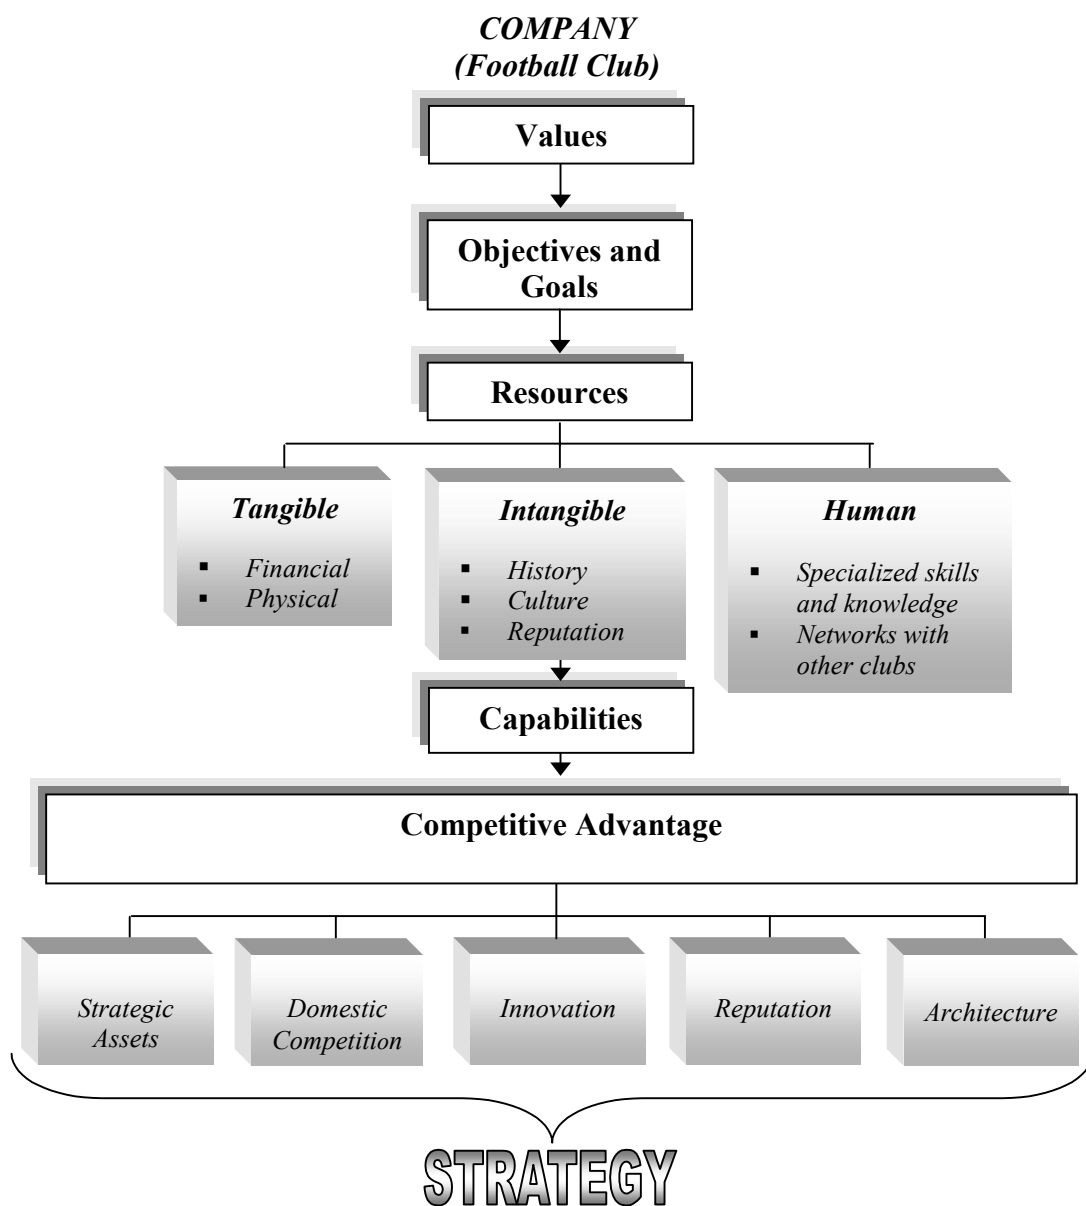 COMPANY
(Football Club)
Values
Objectives and
Goals
Resources
Tangible
▪ Financial
▪ Physical
Intangible
▪ History
▪ Culture
▪ Reputation
Human
▪ Specialized skills
and knowledge
▪ Networks with
other clubs
Capabilities
Competitive Advantage
Strategic
Assets
Domestic
Competition
Innovation
Reputation
Architecture
STRATEGY